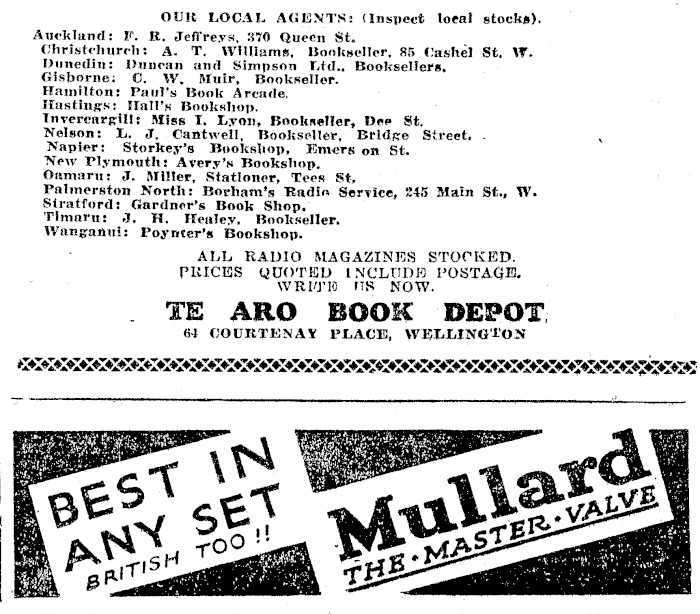 OUR LOCAL AGENTS: (Inspect local stocks).
Auckland: F. R. Jeffreys, 370 Queen St.
Christchurch: A. T. Williams, Bookseller, 85 Cashel St. W.
Dunedin: Duncan and Simpson Ltd., Booksellers.
Gisborne: C. W. Muir, Bookseller.
Hamilton: Paul's Book Arcade.
Hastings: Hall's Bookshop.
Invercargill: Miss I. Lyon, Bookseller, Dee St.
Nelson: L. J. Cantwell, Bookseller, Bridge Street.
Napier: Storkey's Bookshop, Emers on St.
New Plymouth: Avery's Bookshop.
Oamaru: J. Miller, Stationer, Tees St.
Palmerston North: Borham's Radio Service, 245 Main St., W.
Stratford: Gardner's Book Shop.
Timaru: J. H. Healey, Bookseller.
Wanganui: Poynter's Bookshop.
ALL RADIO MAGAZINES STOCKED.
PRICES QUOTED INCLUDE POSTAGE.
WRITE US NOW.
TE ARO BOOK DEPOT
64 COURTENAY PLACE, WELLINGTON
BEST IN
ANY SET
BRITISH TOO!!
Mullard
THE·MASTER·VALVE